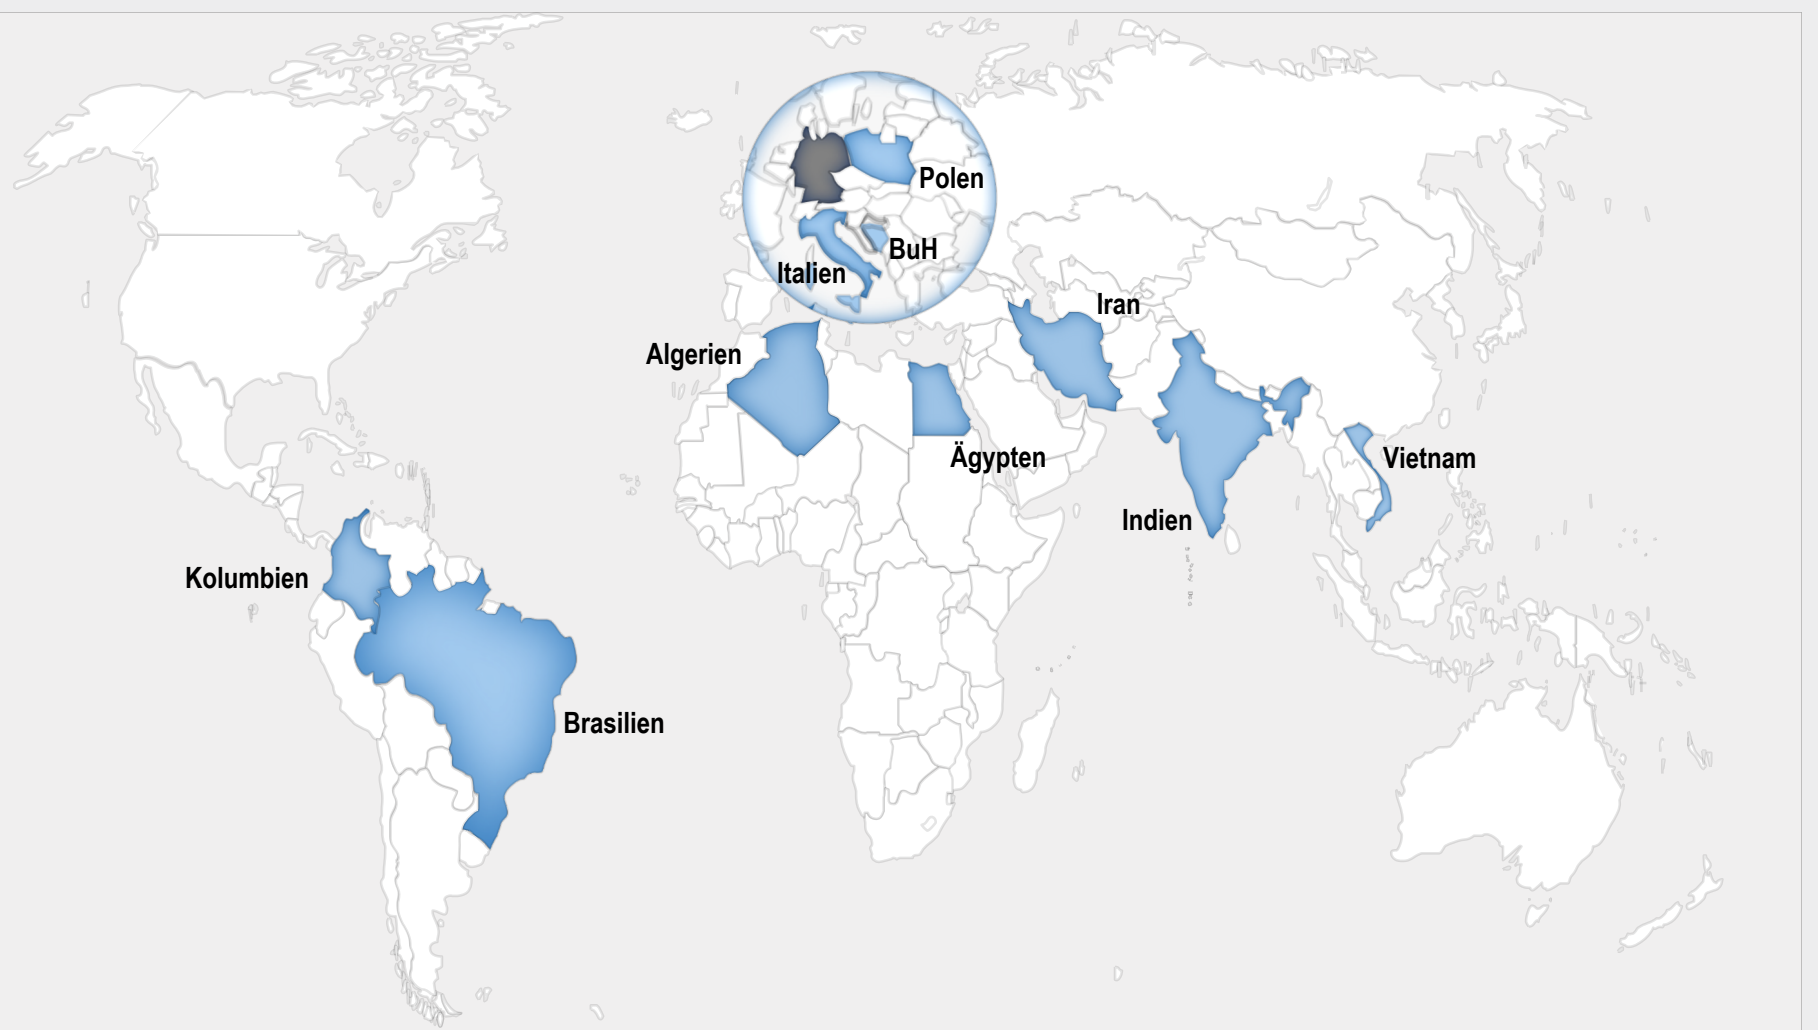 Polen
BuH
Italien
Iran
Algerien
Ägypten
Vietnam
Indien
Kolumbien
Brasilien